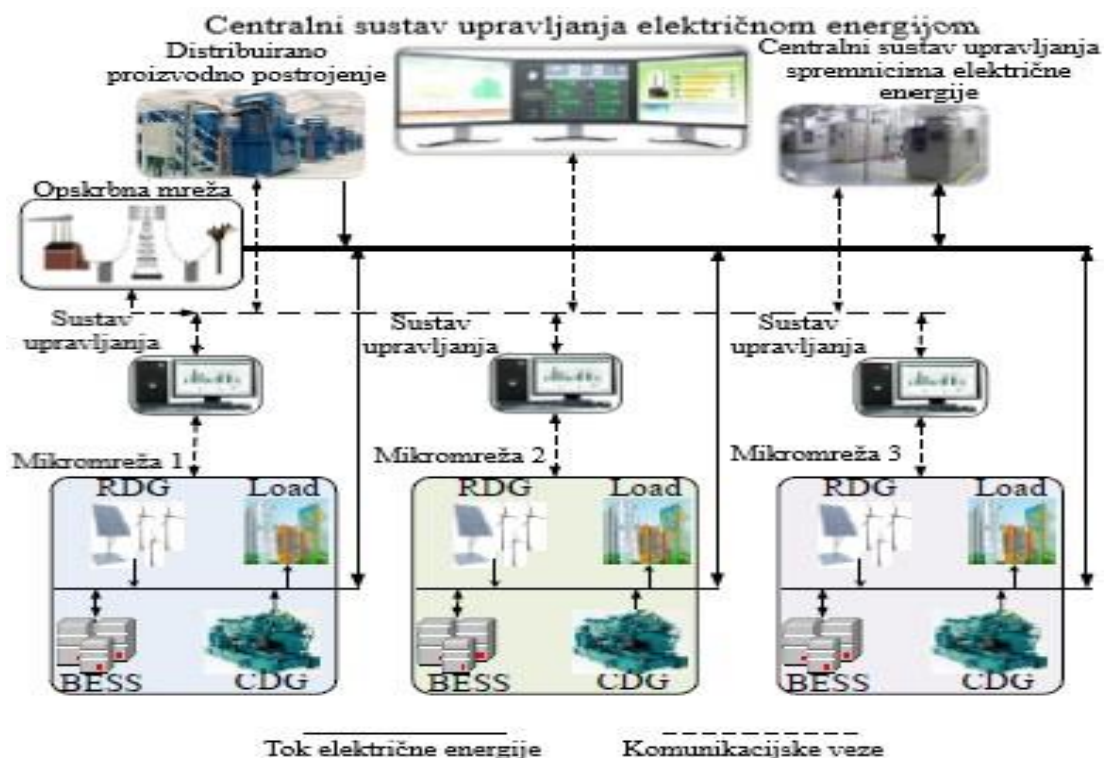 Centralni sustav upravljanja električnom energijom
Distribuirano
proizvodno postrojenje
Centralni sustav upravljanja
spremnicima električne
energije
Opskrbna mreža
Sustav
upravljanja
Sustav
upravljanja
Sustav
upravljanja
Mikromreža 1
Mikromreža 2
Mikromreža 3
RDG
Load
RDG
Load
RDG
Load
BESS
CDG
BESS
CDG
BESS
CDG
Tok električne energije
Komunikacijske veze